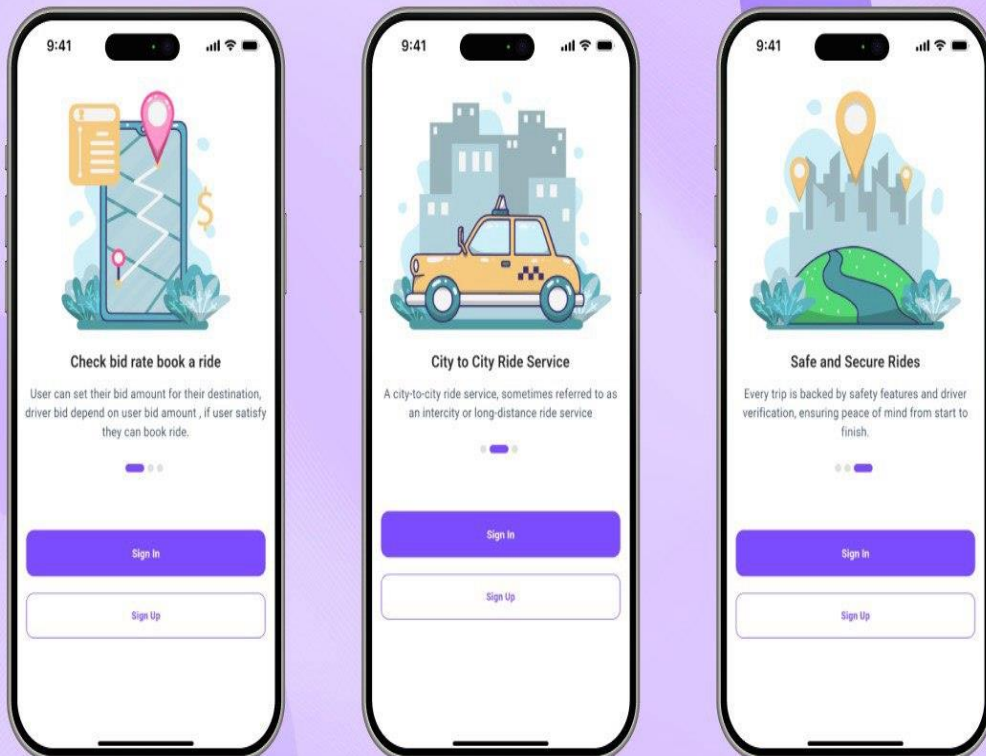 9:41
Check bid rate book a ride
User can set their bid amount for their destination,
driver bid depend on user bid amount , if user satisfy
they can book ride.
Sign In
Sign Up
9:41
City to City Ride Service
A city-to-city ride service, sometimes referred to as
an intercity or long-distance ride service
Sign In
Sign Up
9:41
Safe and Secure Rides
Every trip is backed by safety features and driver
verification, ensuring peace of mind from start to
finish.
Sign In
Sign Up